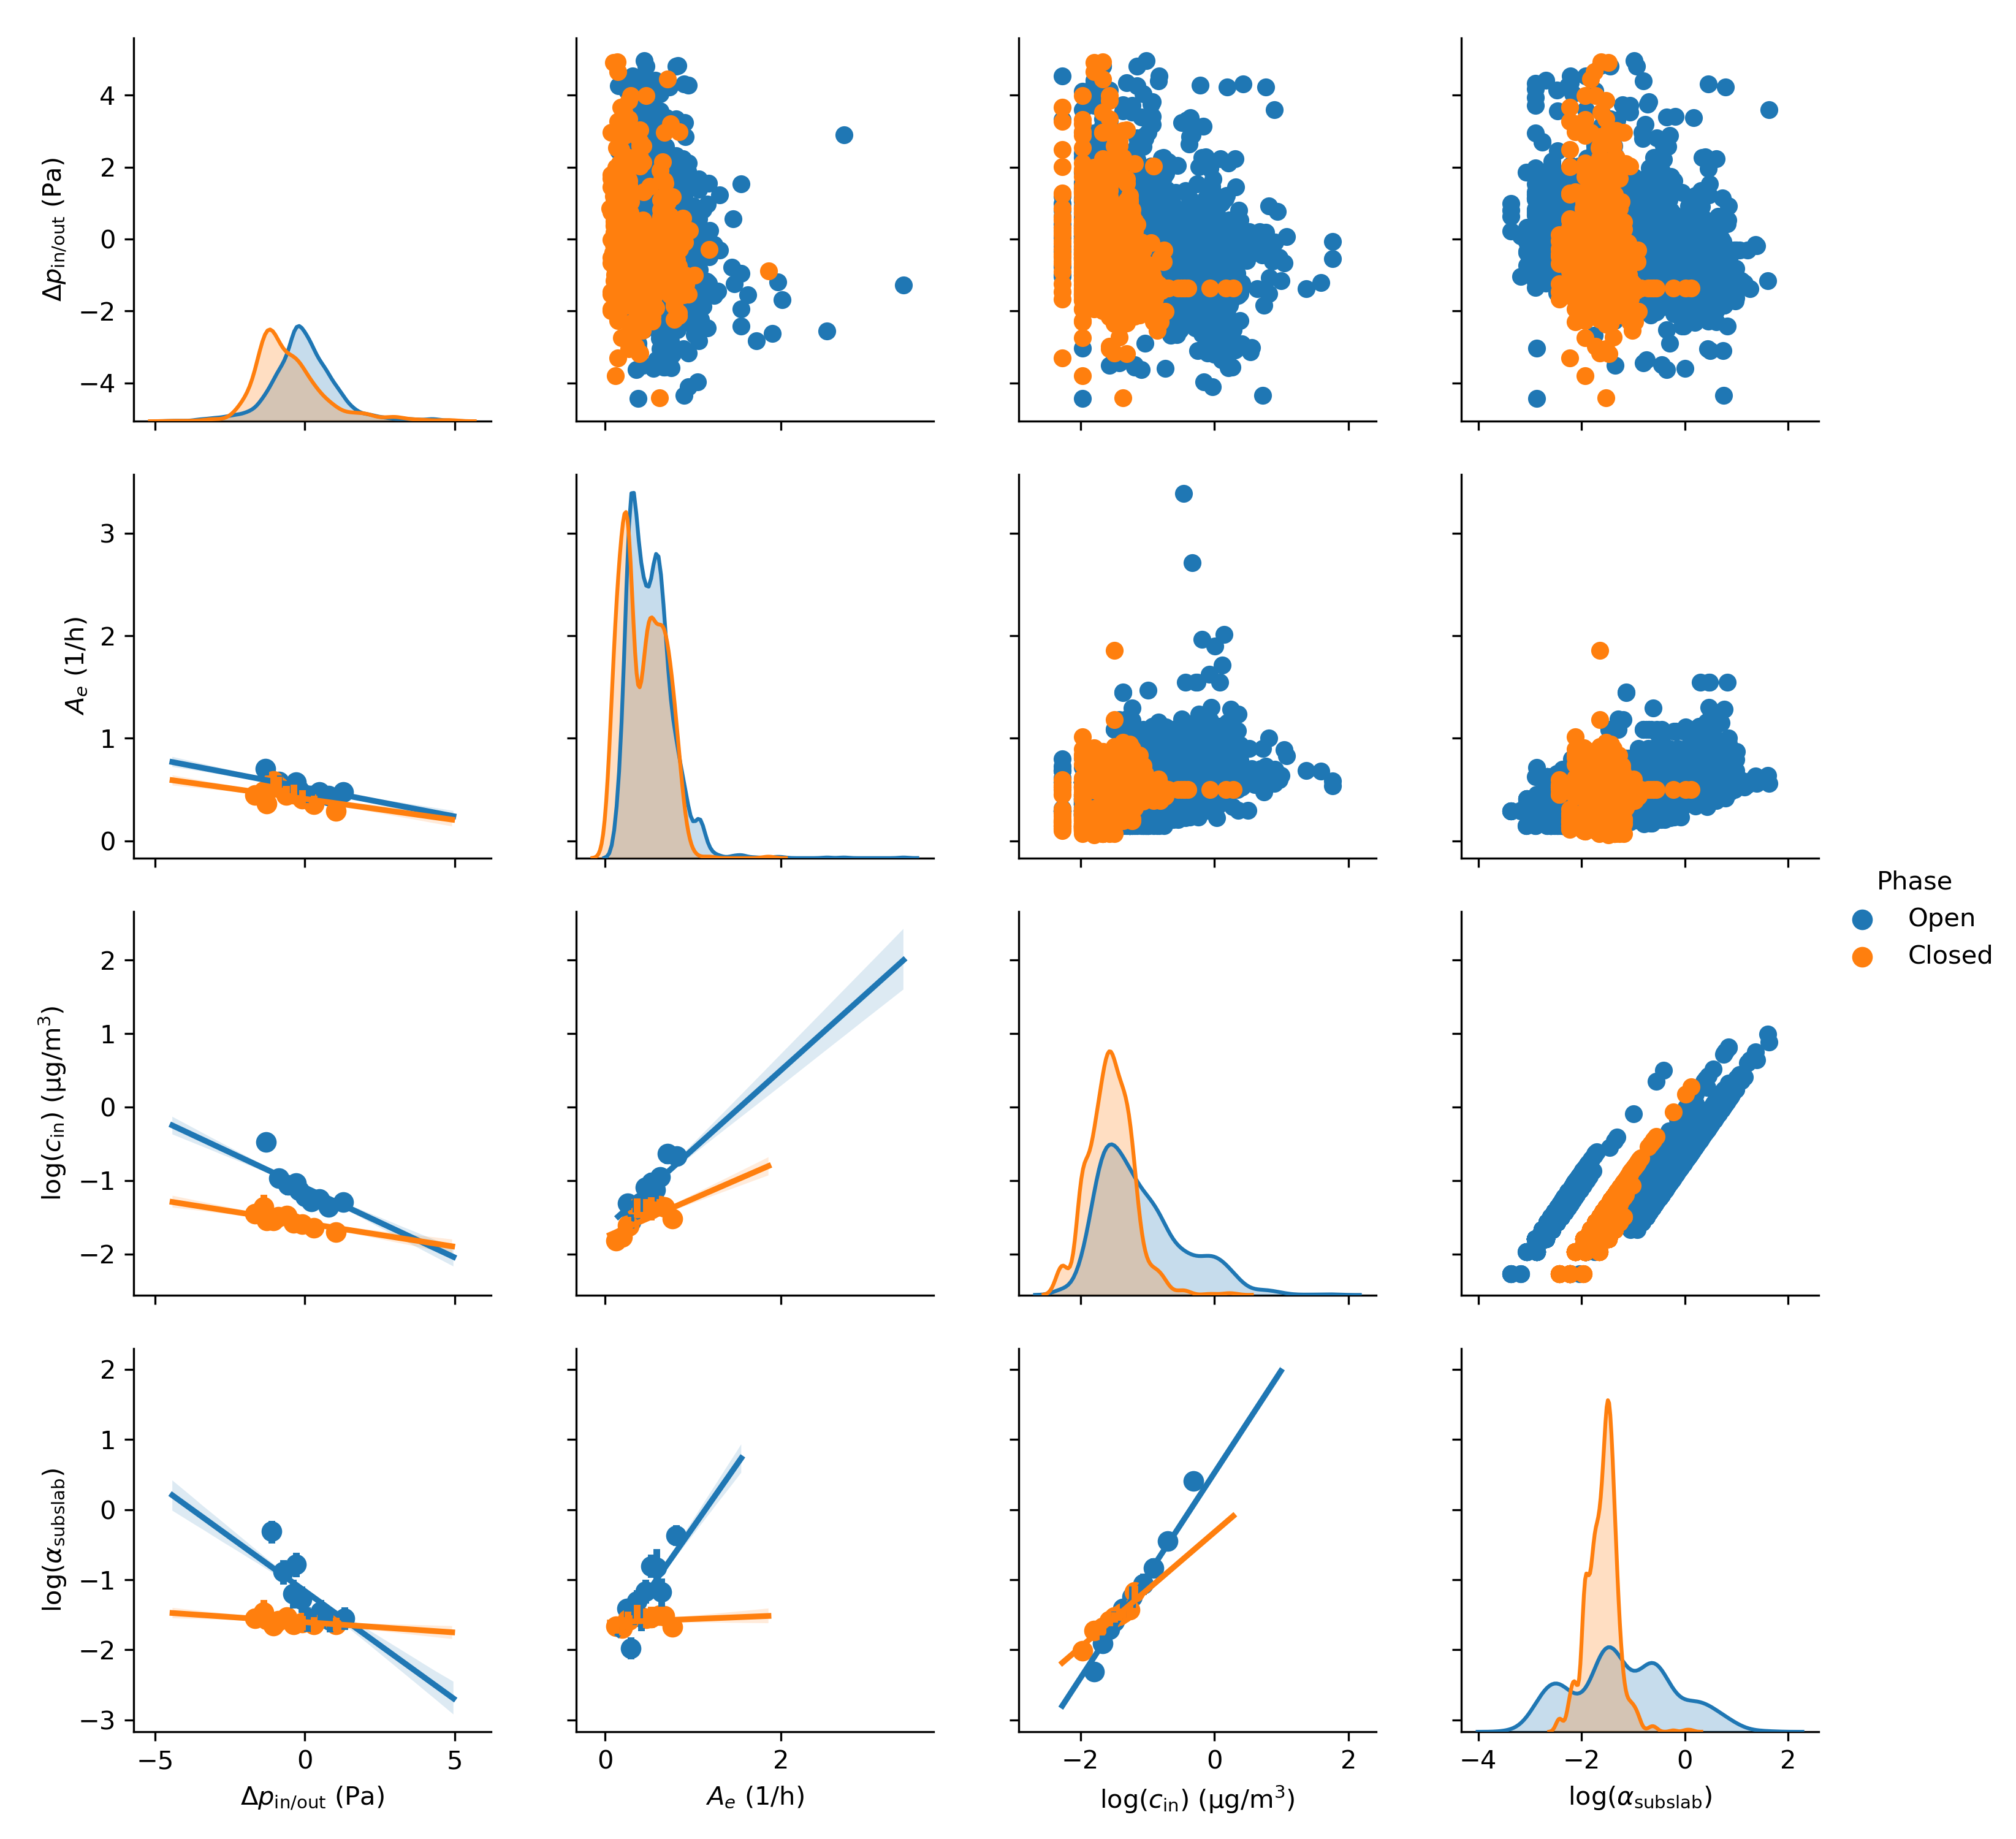 4
2
0
−2
−4
Δp_in/out (Pa)
3
2
1
0
A_e (1/h)
Phase
Open
Closed
2
1
0
−1
−2
log(c_in) (µg/m³)
2
1
0
−1
−2
−3
log(α_subslab)
−5 0 5
0 2
−2 0 2
−4 −2 0 2
Δp_in/out (Pa)
A_e (1/h)
log(c_in) (µg/m³)
log(α_subslab)